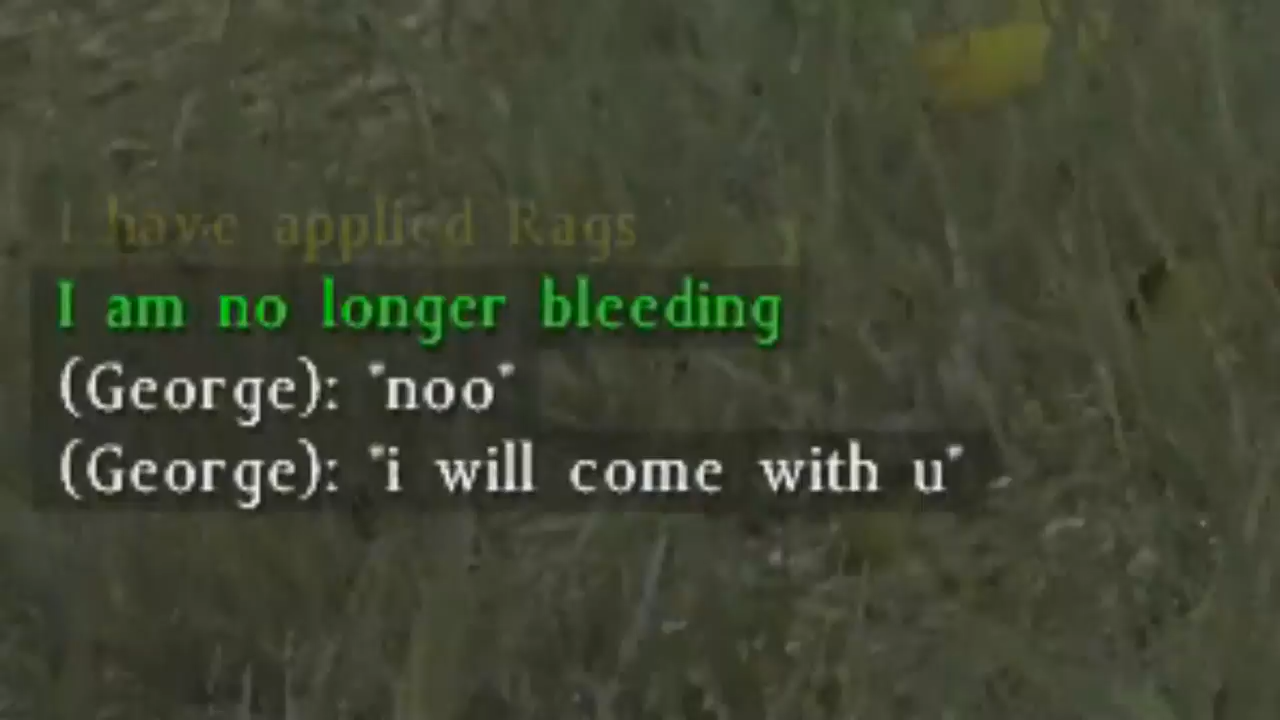 I have applied Rags
I am no longer bleeding
(George): "noo"
(George): "i will come with u"